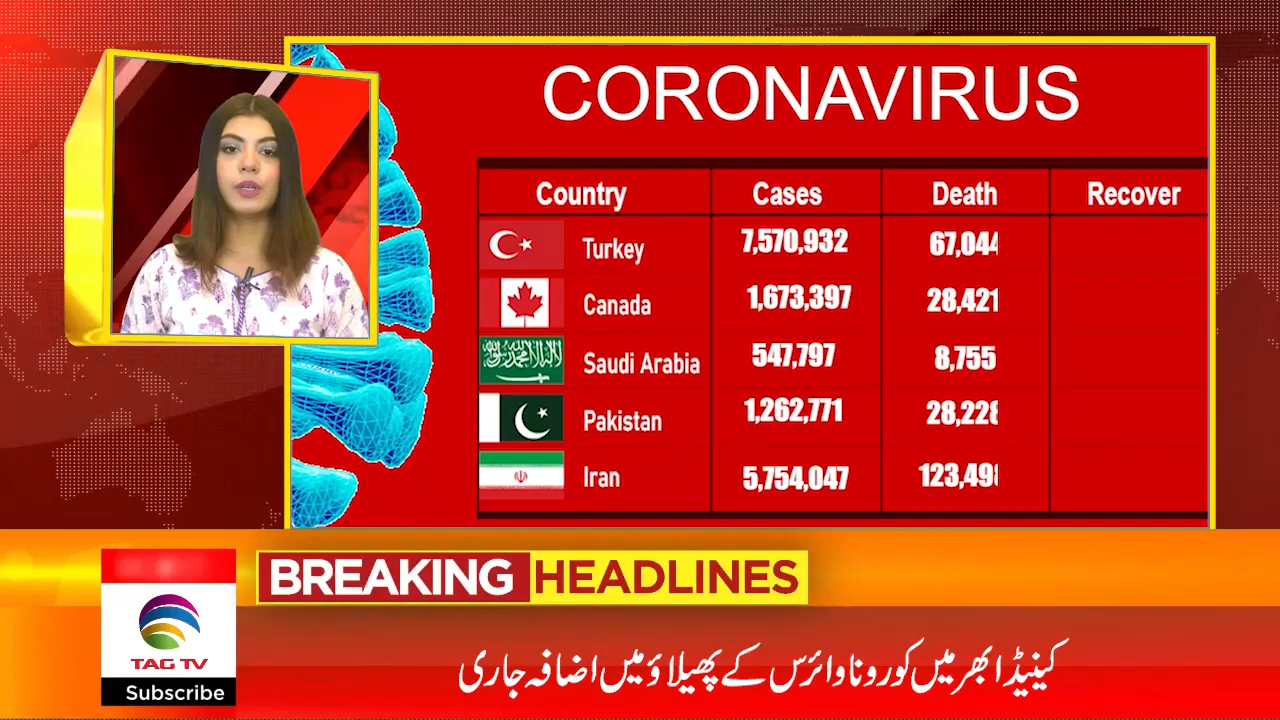 CORONAVIRUS
Country Cases Death Recover
Turkey 7,570,932 67,044
Canada 1,673,397 28,421
Saudi Arabia 547,797 8,755
Pakistan 1,262,771 28,228
Iran 5,754,047 123,498
BREAKING HEADLINES
TAG TV
Subscribe
کینیڈا بھر میں کورونا وائرس کے پھیلاؤ میں اضافہ جاری